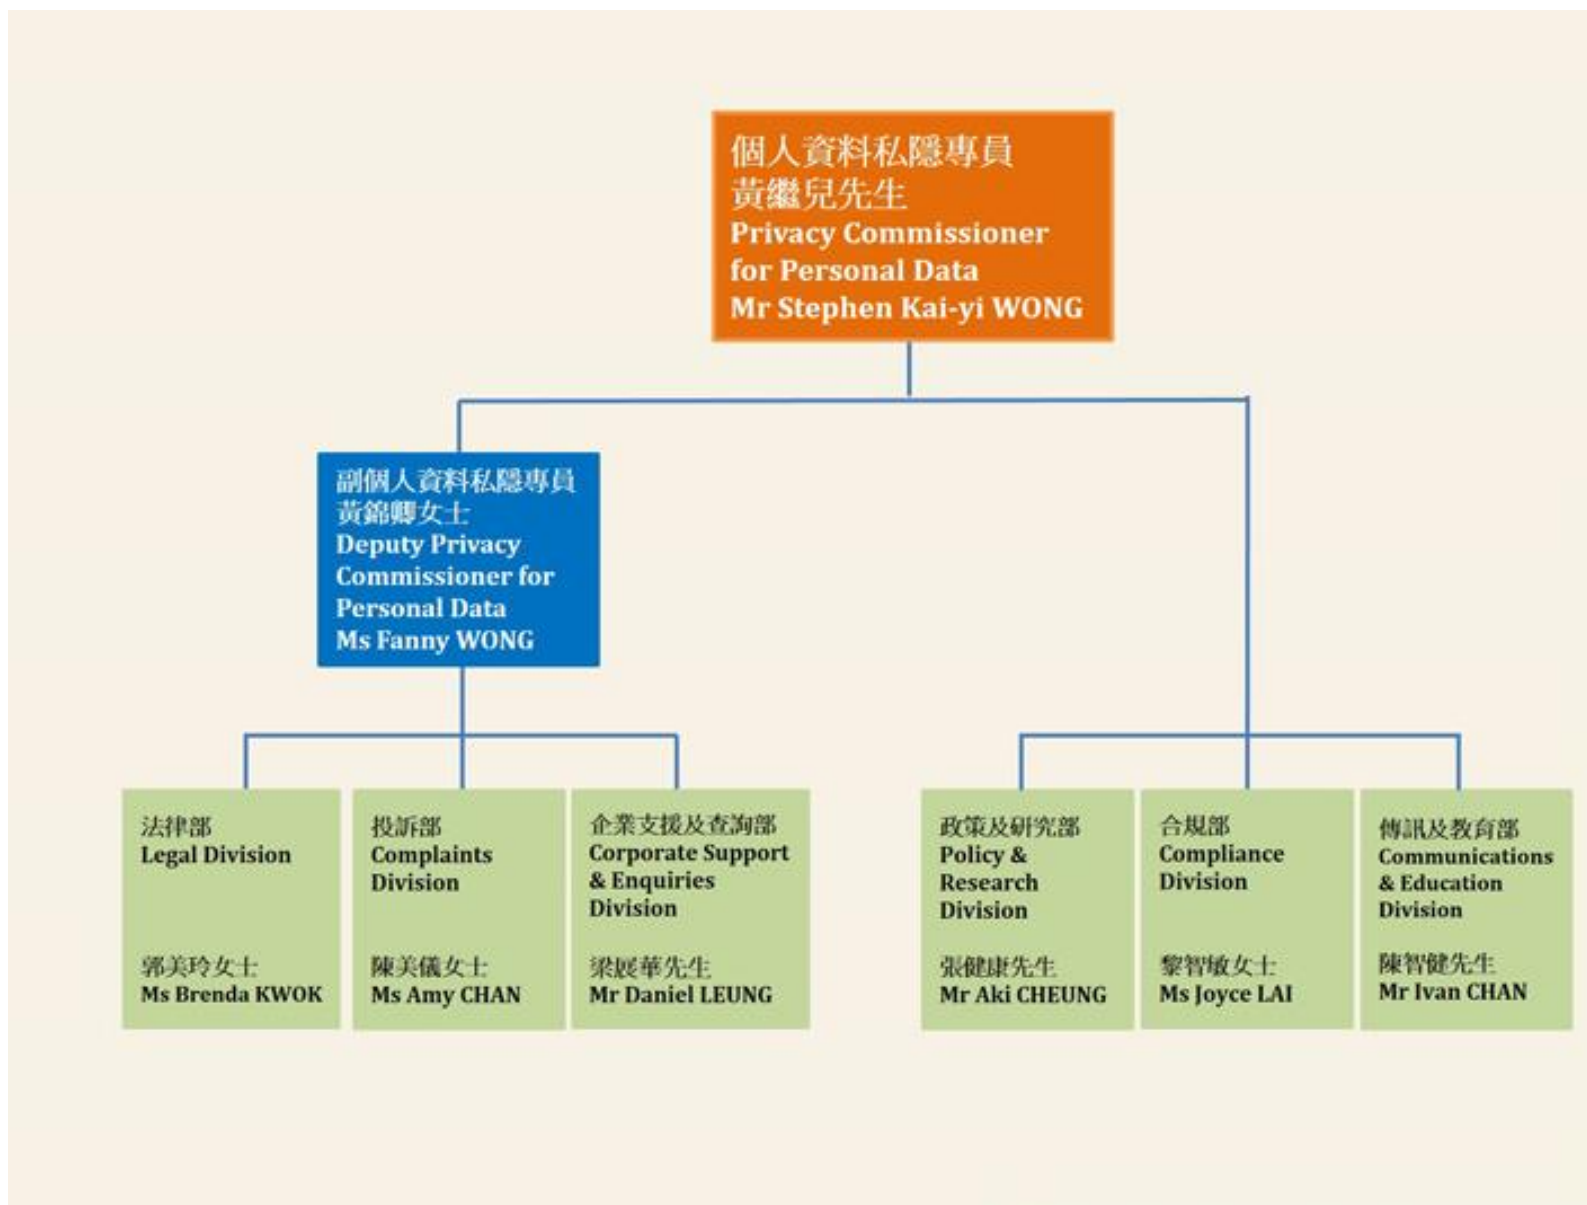 個人資料私隱專員
黃繼兒先生
Privacy Commissioner
for Personal Data
Mr Stephen Kai-yi WONG
副個人資料私隱專員
黃錦卿女士
Deputy Privacy
Commissioner for
Personal Data
Ms Fanny WONG
法律部
Legal Division
郭美玲女士
Ms Brenda KWOK
投訴部
Complaints
Division
陳美儀女士
Ms Amy CHAN
企業支援及查詢部
Corporate Support
& Enquiries
Division
梁展華先生
Mr Daniel LEUNG
政策及研究部
Policy &
Research
Division
張健康先生
Mr Aki CHEUNG
合規部
Compliance
Division
黎智敏女士
Ms Joyce LAI
傳訊及教育部
Communications
& Education
Division
陳智健先生
Mr Ivan CHAN